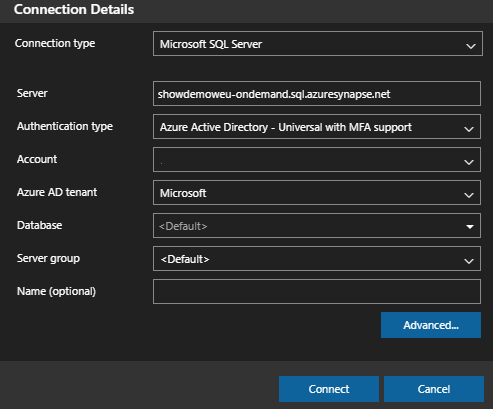 Connection Details
Connection type Microsoft SQL Server
Server showdemoweu-ondemand.sql.azuresynapse.net
Authentication type Azure Active Directory - Universal with MFA support
Account
Azure AD tenant Microsoft
Database <Default>
Server group <Default>
Name (optional)
Advanced...
Connect Cancel